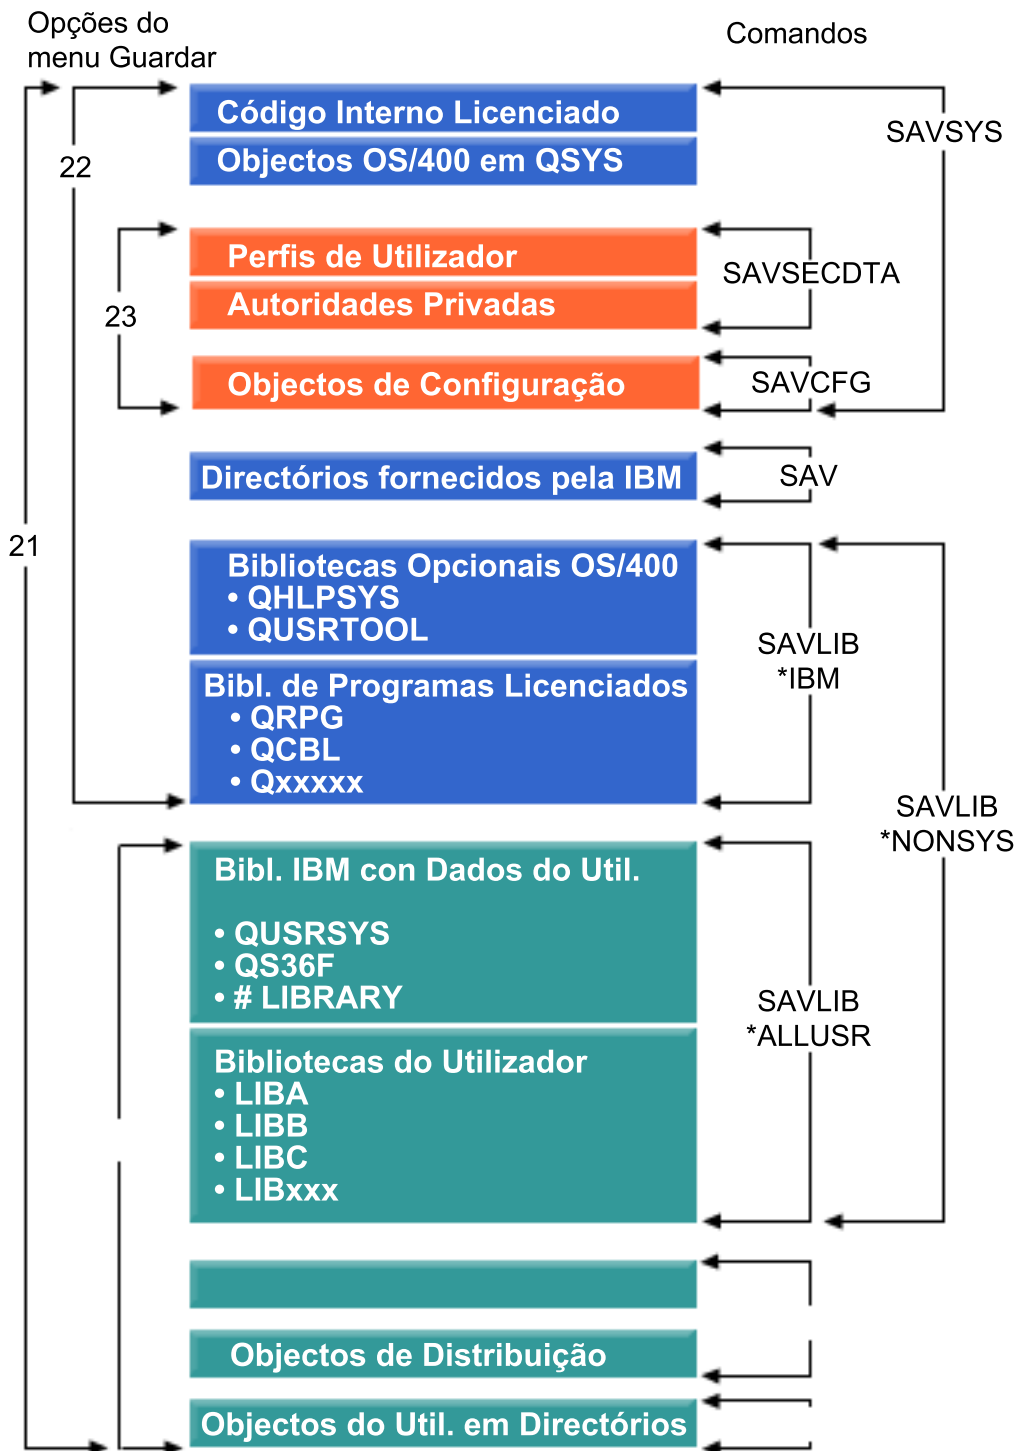 Opções do
menu Guardar
Comandos
Código Interno Licenciado
SAVSYS
Objectos OS/400 em QSYS
22
Perfis de Utilizador
SAVSECDTA
Autoridades Privadas
23
Objectos de Configuração
SAVCFG
Directórios fornecidos pela IBM
SAV
21
Bibliotecas Opcionais OS/400
• QHLPSYS
• QUSRTOOL
SAVLIB
*IBM
Bibl. de Programas Licenciados
• QRPG
• QCBL
• Qxxxxx
SAVLIB
*NONSYS
Bibl. IBM con Dados do Util.
• QUSRSYS
• QS36F
• # LIBRARY
SAVLIB
*ALLUSR
Bibliotecas do Utilizador
• LIBA
• LIBB
• LIBC
• LIBxxx
Objectos de Distribuição
Objectos do Util. em Directórios